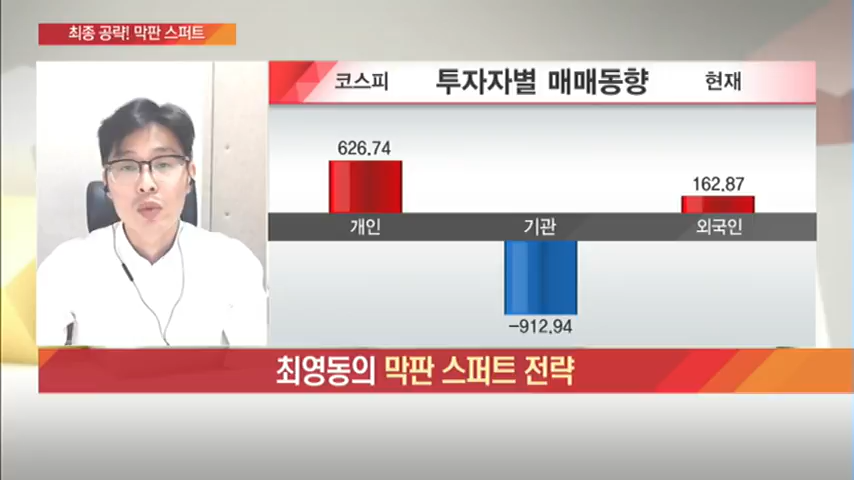 최종 공략! 막판 스퍼트
코스피 투자자별 매매동향 현재
626.74
162.87
개인 기관 외국인
-912.94
최영동의 막판 스퍼트 전략